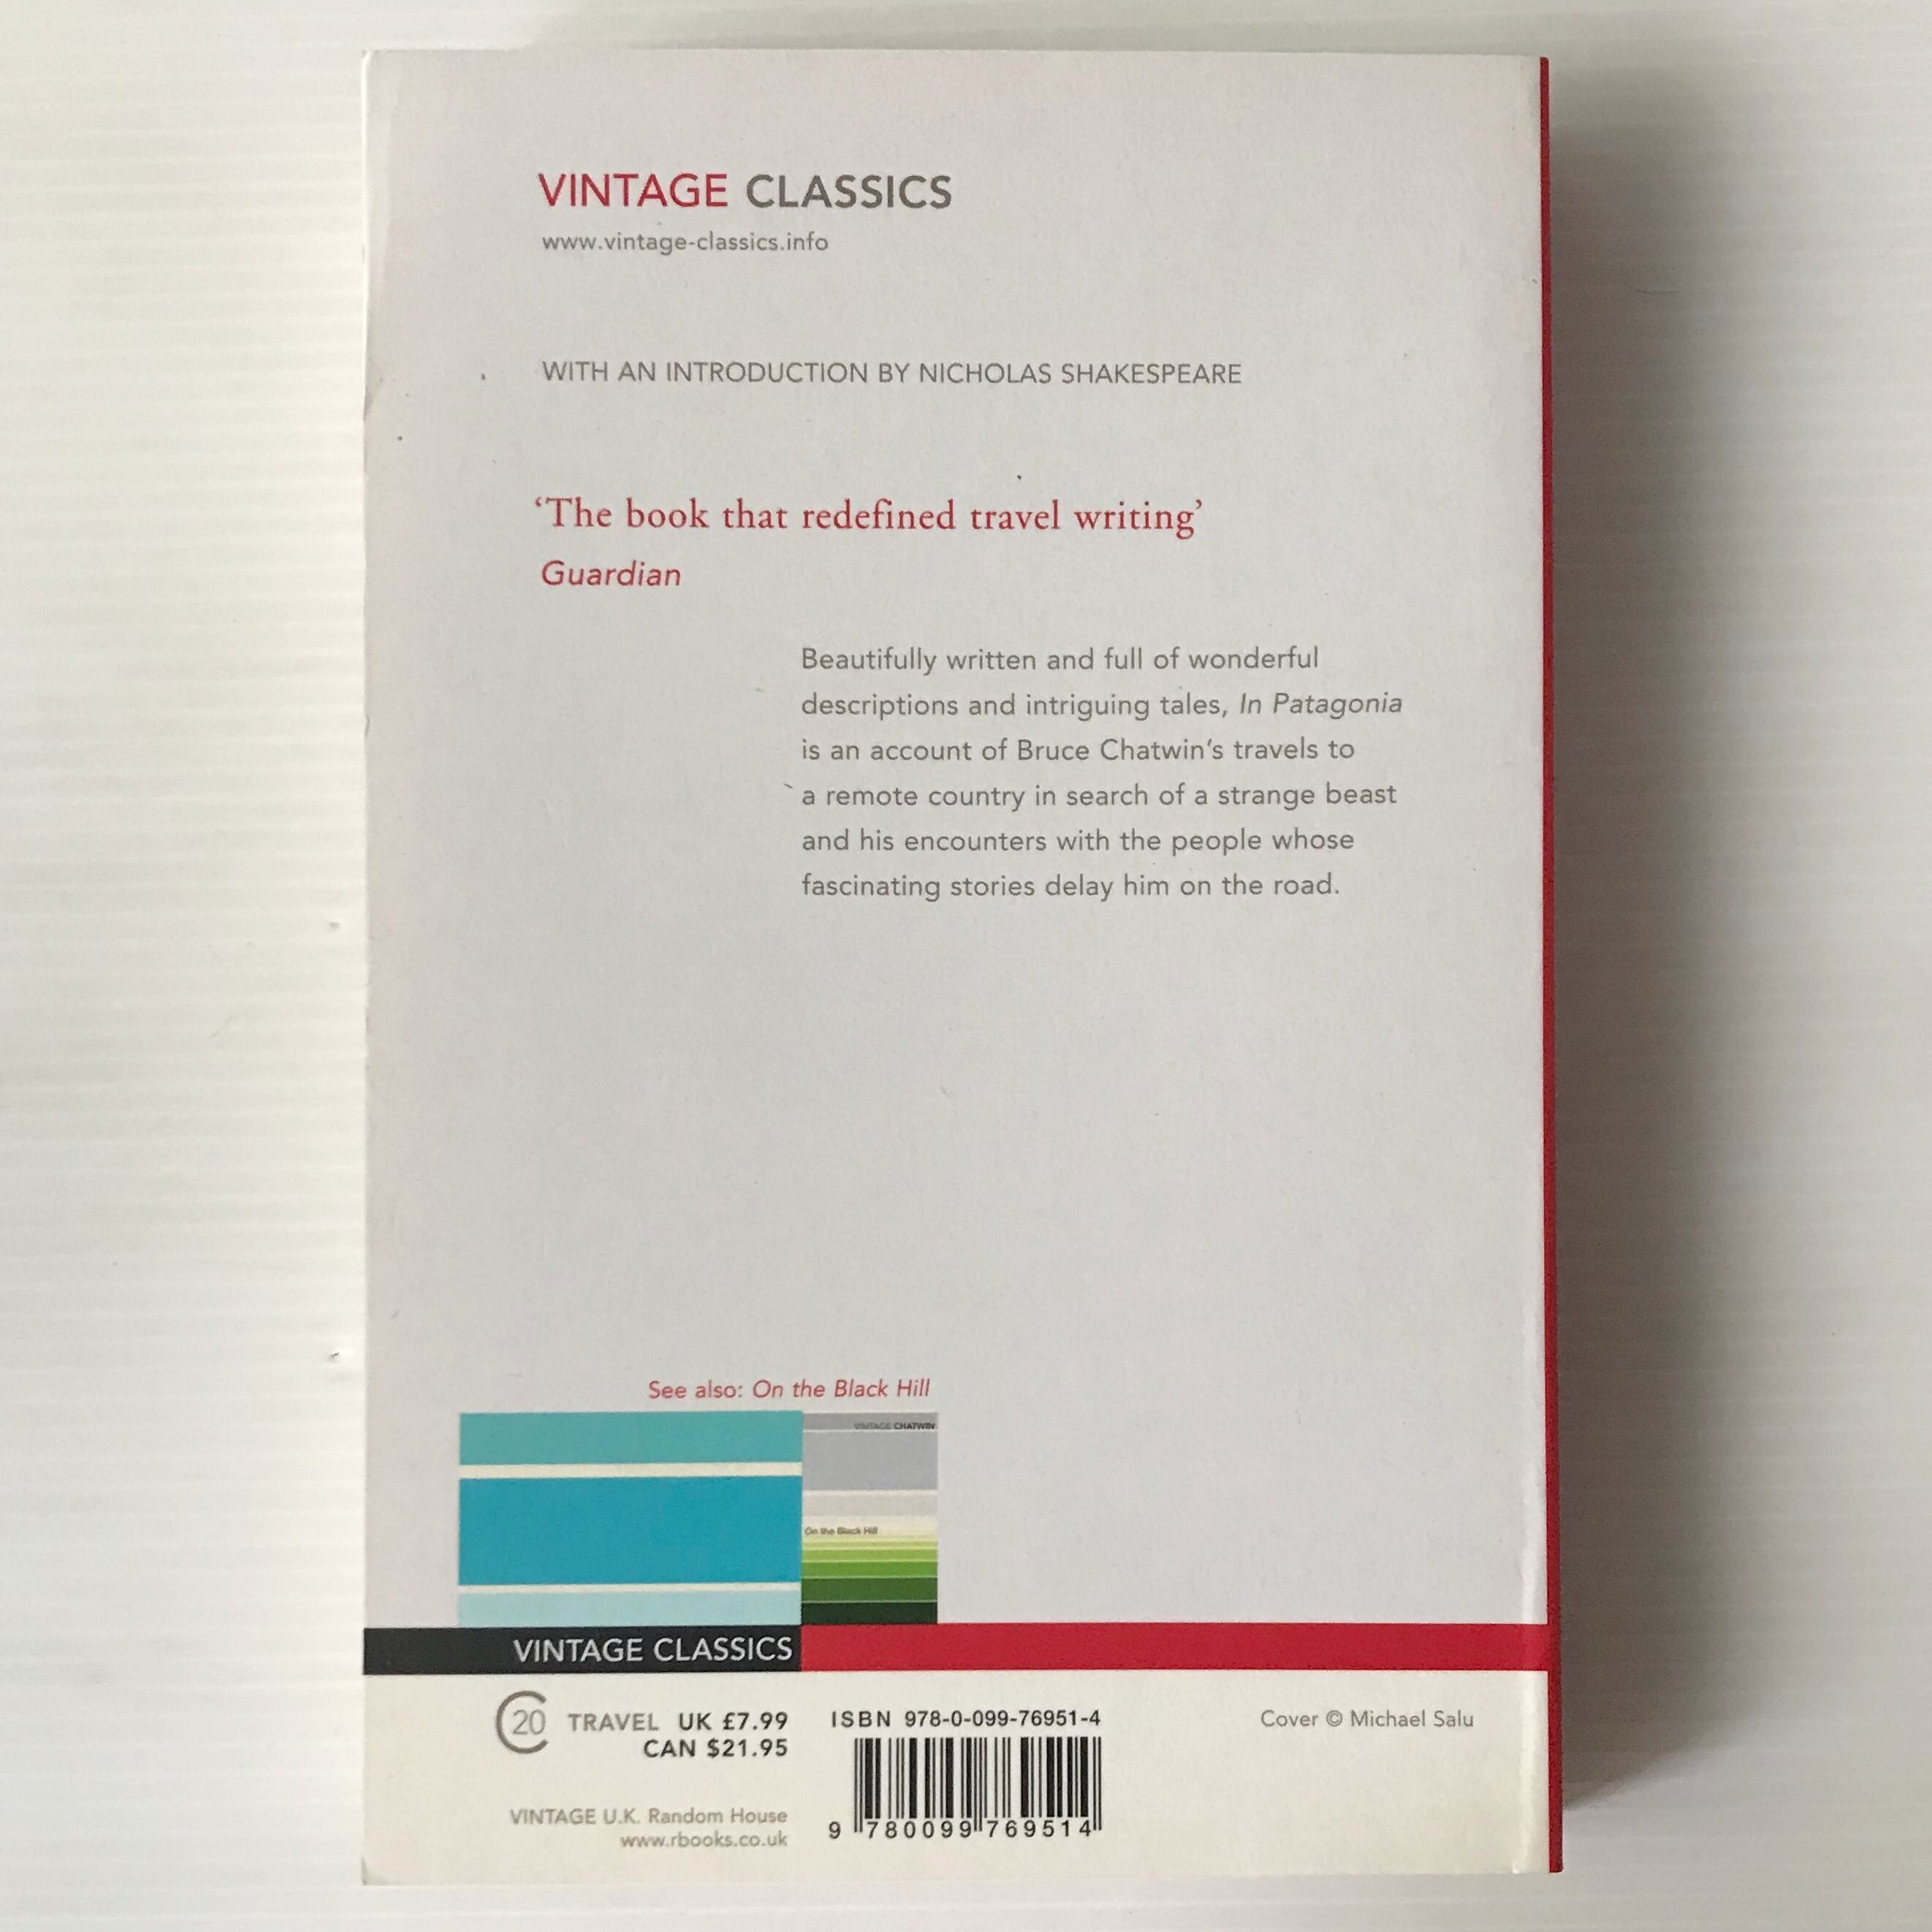 VINTAGE CLASSICS
www.vintage-classics.info
WITH AN INTRODUCTION BY NICHOLAS SHAKESPEARE
‘The book that redefined travel writing’
Guardian
Beautifully written and full of wonderful
descriptions and intriguing tales, In Patagonia
is an account of Bruce Chatwin’s travels to
a remote country in search of a strange beast
and his encounters with the people whose
fascinating stories delay him on the road.
See also: On the Black Hill
VINTAGE CHATWIN
On the Black Hill
VINTAGE CLASSICS
C20 TRAVEL UK £7.99
CAN $21.95
VINTAGE U.K. Random House
www.rbooks.co.uk
ISBN 978-0-099-76951-4
9 780099 769514
Cover © Michael Salu